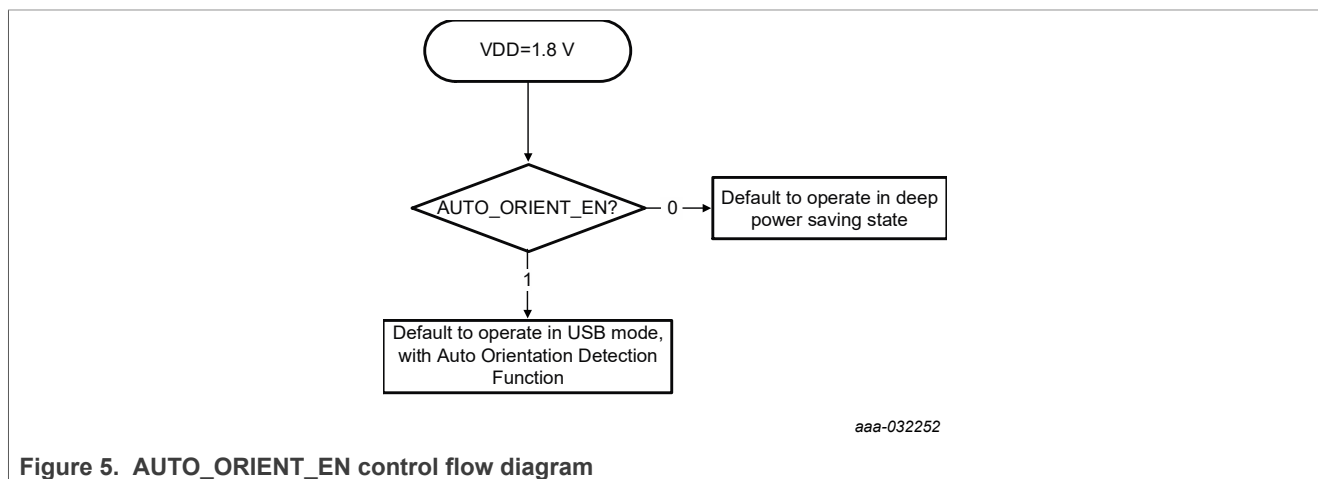 VDD=1.8 V
AUTO_ORIENT_EN?
0
Default to operate in deep
power saving state
1
Default to operate in USB mode,
with Auto Orientation Detection
Function
aaa-032252
Figure 5. AUTO_ORIENT_EN control flow diagram